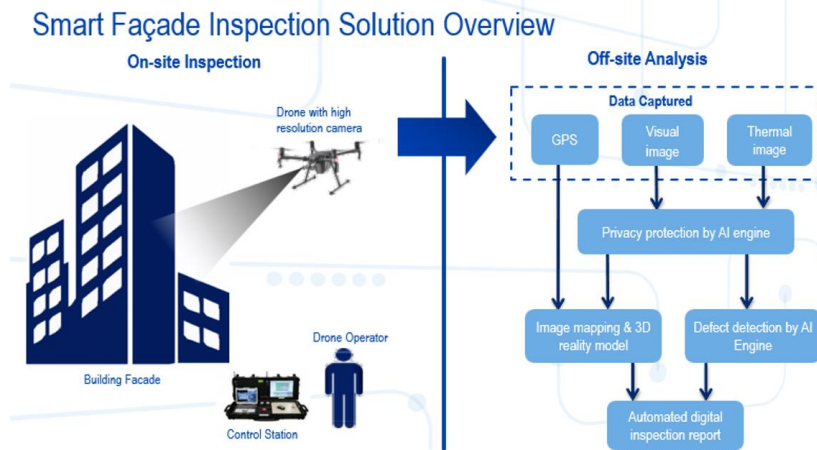 Smart Façade Inspection Solution Overview
On-site Inspection
Drone with high
resolution camera
Building Facade
Drone Operator
Control Station
Off-site Analysis
Data Captured
GPS
Visual
image
Thermal
image
Privacy protection by AI engine
Image mapping & 3D
reality model
Defect detection by AI
Engine
Automated digital
inspection report